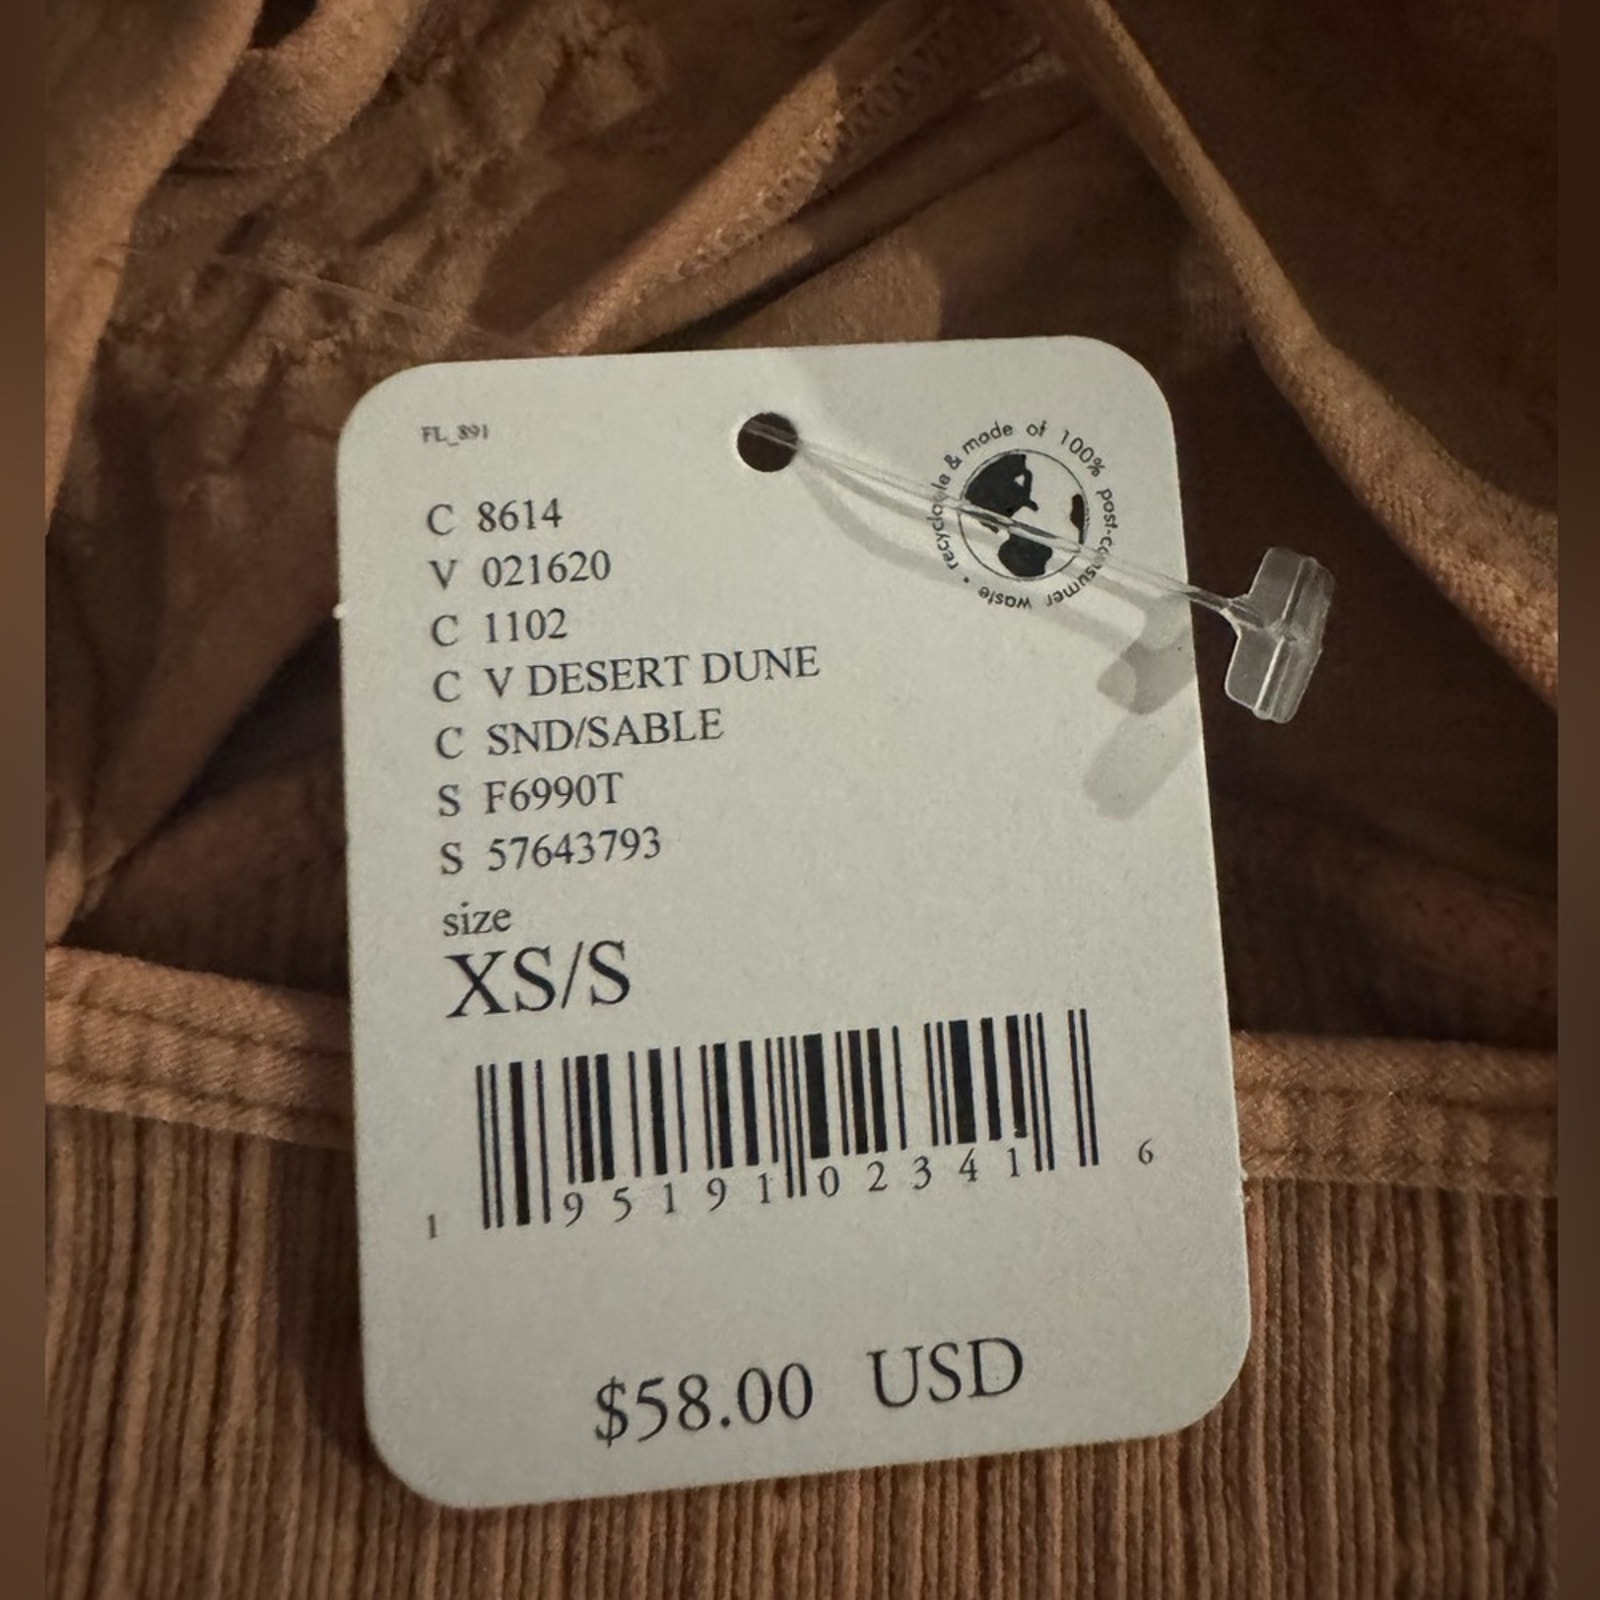 FL_891
recyclable & made of 100% post-consumer waste •
C 8614
V 021620
C 1102
C V DESERT DUNE
C SND/SABLE
S F6990T
S 57643793
size
XS/S
1 95191 02341 6
$58.00 USD